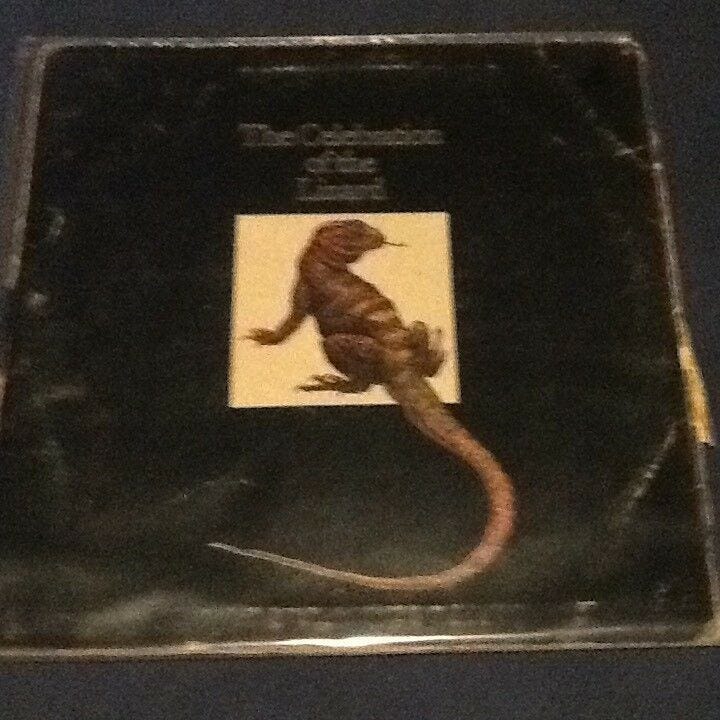 The Celebration
of the
Lizard